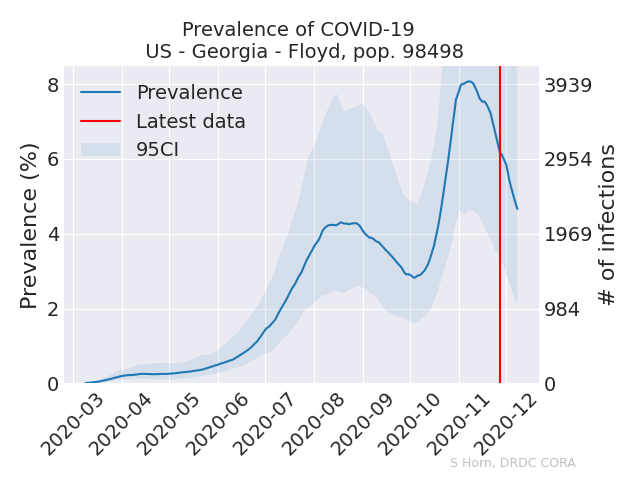 Prevalence of COVID-19
US - Georgia - Floyd, pop. 98498
Prevalence
Latest data
95CI
Prevalence (%)
8
6
4
2
0
3939
2954
1969
984
0
# of infections
2020-03
2020-04
2020-05
2020-06
2020-07
2020-08
2020-09
2020-10
2020-11
2020-12
S Horn, DRDC CORA